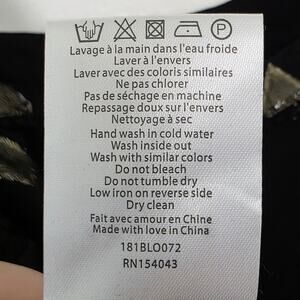 Lavage à la main dans l'eau froide
Laver à l'envers
Laver avec des coloris similaires
Ne pas chlorer
Pas de séchage en machine
Repassage doux sur l'envers
Nettoyage à sec
Hand wash in cold water
Wash inside out
Wash with similar colors
Do not bleach
Do not tumble dry
Low iron on reverse side
Dry clean
Fait avec amour en Chine
Made with love in China
181BLO072
RN154043